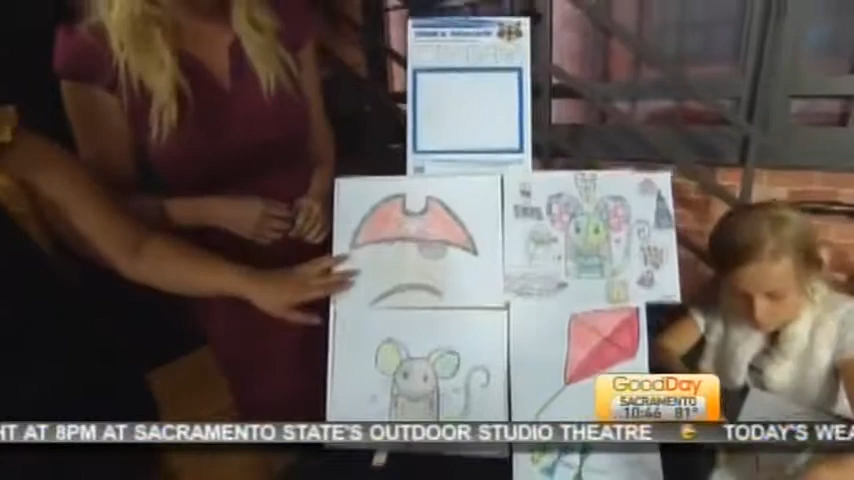 GoodDay
SACRAMENTO
10:46 81°
HT AT 8PM AT SACRAMENTO STATE'S OUTDOOR STUDIO THEATRE
TODAY'S WEA